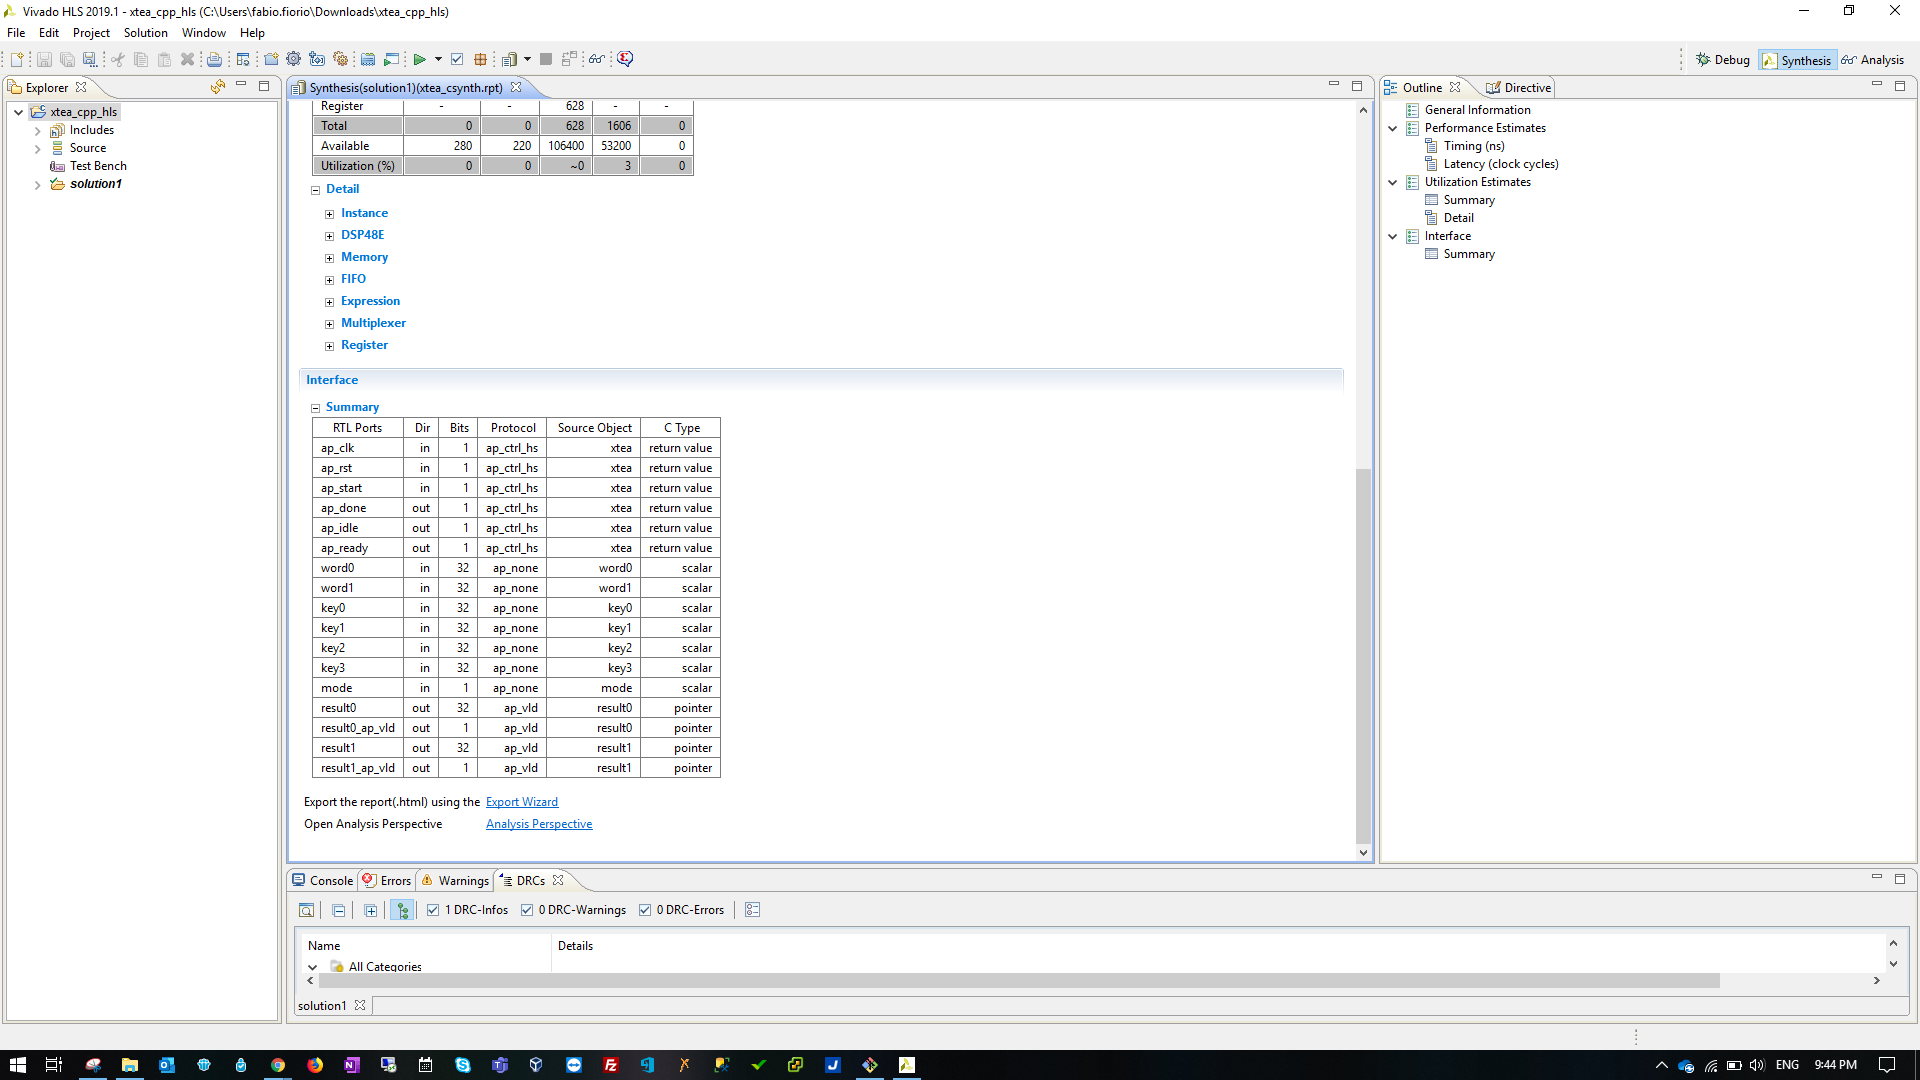 Vivado HLS 2019.1 - xtea_cpp_hls (C:\Users\fabio.fiorio\Downloads\xtea_cpp_hls)
File Edit Project Solution Window Help
Debug Synthesis Analysis
Explorer
xtea_cpp_hls
Includes
Source
Test Bench
solution1
Synthesis(solution1)(xtea_csynth.rpt)
Register - - 628 - -
Total 0 0 628 1606 0
Available 280 220 106400 53200 0
Utilization (%) 0 0 ~0 3 0
Detail
Instance
DSP48E
Memory
FIFO
Expression
Multiplexer
Register
Interface
Summary
RTL Ports Dir Bits Protocol Source Object C Type
ap_clk in 1 ap_ctrl_hs xtea return value
ap_rst in 1 ap_ctrl_hs xtea return value
ap_start in 1 ap_ctrl_hs xtea return value
ap_done out 1 ap_ctrl_hs xtea return value
ap_idle out 1 ap_ctrl_hs xtea return value
ap_ready out 1 ap_ctrl_hs xtea return value
word0 in 32 ap_none word0 scalar
word1 in 32 ap_none word1 scalar
key0 in 32 ap_none key0 scalar
key1 in 32 ap_none key1 scalar
key2 in 32 ap_none key2 scalar
key3 in 32 ap_none key3 scalar
mode in 1 ap_none mode scalar
result0 out 32 ap_vld result0 pointer
result0_ap_vld out 1 ap_vld result0 pointer
result1 out 32 ap_vld result1 pointer
result1_ap_vld out 1 ap_vld result1 pointer
Export the report(.html) using the Export Wizard
Open Analysis Perspective Analysis Perspective
Outline Directive
General Information
Performance Estimates
Timing (ns)
Latency (clock cycles)
Utilization Estimates
Summary
Detail
Interface
Summary
Console Errors Warnings DRCs
1 DRC-Infos 0 DRC-Warnings 0 DRC-Errors
Name Details
All Categories
solution1
ENG 9:44 PM